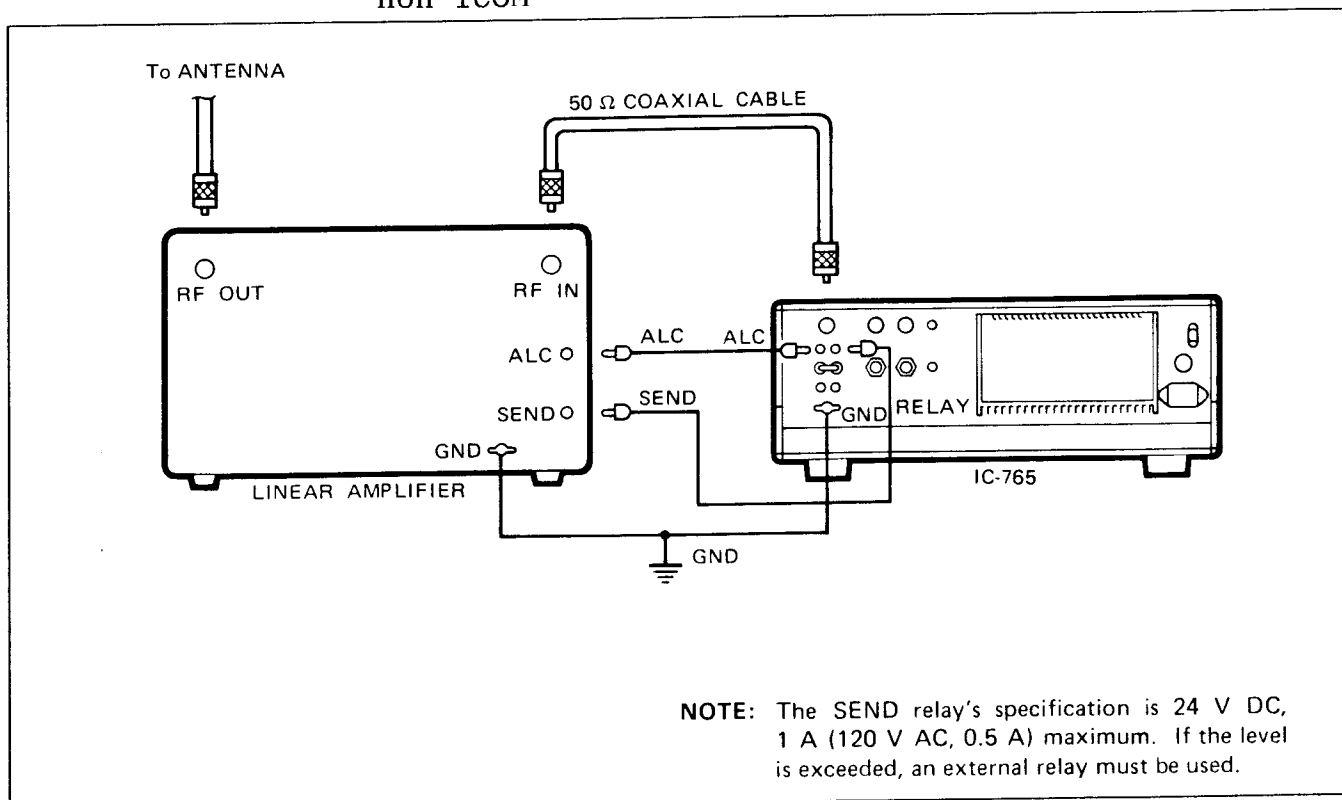 non-ICOM
To ANTENNA
50 Ω COAXIAL CABLE
RF OUT
RF IN
ALC
ALC
ALC
SEND
SEND
GND
GND
RELAY
LINEAR AMPLIFIER
IC-765
GND
NOTE: The SEND relay's specification is 24 V DC,
1 A (120 V AC, 0.5 A) maximum. If the level
is exceeded, an external relay must be used.